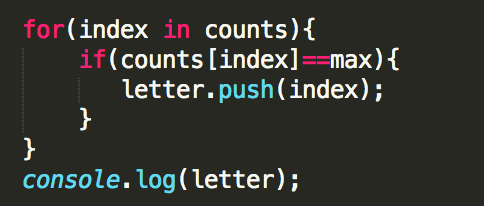 for(index in counts){
    if(counts[index]==max){
       letter.push(index);
    }
}
console.log(letter);